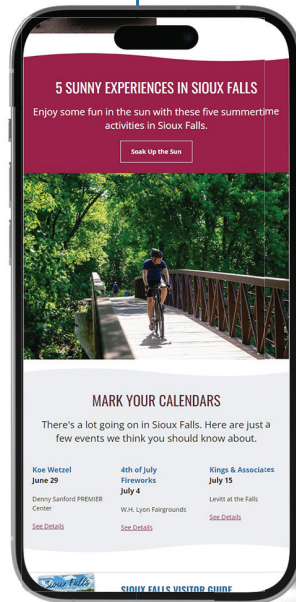 5 SUNNY EXPERIENCES IN SIOUX FALLS
Enjoy some fun in the sun with these five summertime
activities in Sioux Falls.
Soak Up the Sun
MARK YOUR CALENDARS
There's a lot going on in Sioux Falls. Here are just a
few events we think you should know about.
Koe Wetzel
June 29
Denny Sanford PREMIER
Center
See Details
4th of July
Fireworks
July 4
W.H. Lyon Fairgrounds
See Details
Kings & Associates
July 15
Levitt at the Falls
See Details
Sioux Falls
SIOUX FALLS VISITOR GUIDE